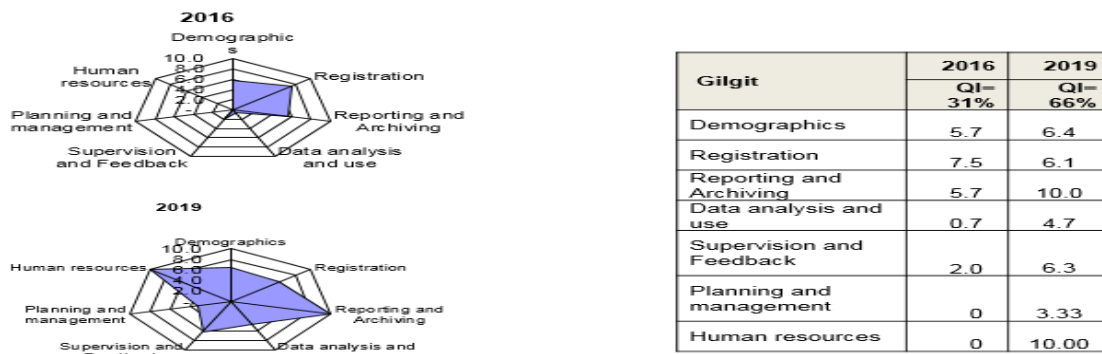 2016
Demographic
s
10.0
8.0
6.0
4.0
2.0
-
Human
resources
Registration
Planning and
management
Reporting and
Archiving
Supervision
and Feedback
Data analysis
and use
2019
Demographics
10.0
8.0
6.0
4.0
2.0
-
Human resources
Registration
Planning and
management
Reporting and
Archiving
Supervision and
Data analysis and
Gilgit
2016
2019
QI=
31%
QI=
66%
Demographics
5.7
6.4
Registration
7.5
6.1
Reporting and
Archiving
5.7
10.0
Data analysis and
use
0.7
4.7
Supervision and
Feedback
2.0
6.3
Planning and
management
0
3.33
Human resources
0
10.00